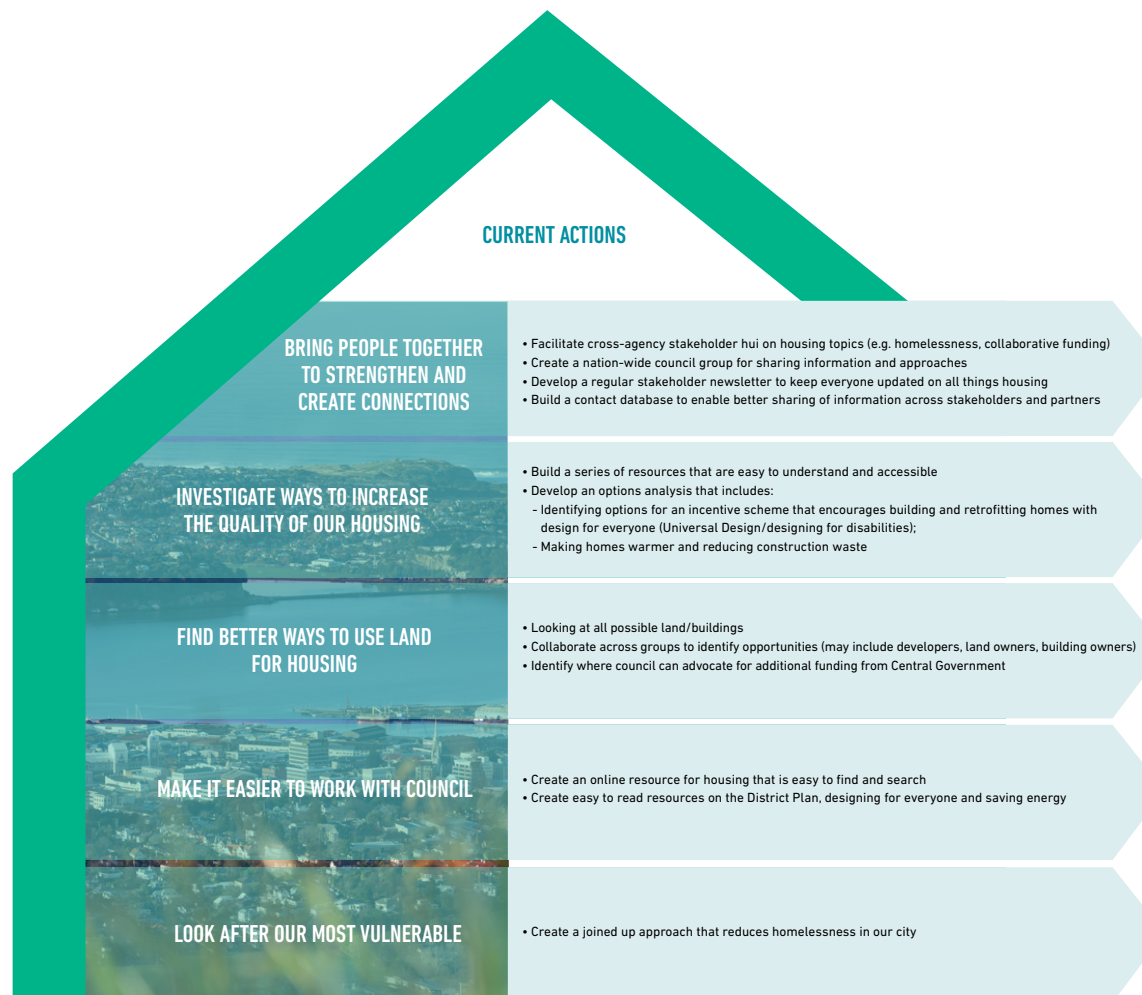 CURRENT ACTIONS
BRING PEOPLE TOGETHER
TO STRENGTHEN AND
CREATE CONNECTIONS
• Facilitate cross-agency stakeholder hui on housing topics (e.g. homelessness, collaborative funding)
• Create a nation-wide council group for sharing information and approaches
• Develop a regular stakeholder newsletter to keep everyone updated on all things housing
• Build a contact database to enable better sharing of information across stakeholders and partners
INVESTIGATE WAYS TO INCREASE
THE QUALITY OF OUR HOUSING
• Build a series of resources that are easy to understand and accessible
• Develop an options analysis that includes:
- Identifying options for an incentive scheme that encourages building and retrofitting homes with
design for everyone (Universal Design/designing for disabilities);
- Making homes warmer and reducing construction waste
FIND BETTER WAYS TO USE LAND
FOR HOUSING
• Looking at all possible land/buildings
• Collaborate across groups to identify opportunities (may include developers, land owners, building owners)
• Identify where council can advocate for additional funding from Central Government
MAKE IT EASIER TO WORK WITH COUNCIL
• Create an online resource for housing that is easy to find and search
• Create easy to read resources on the District Plan, designing for everyone and saving energy
LOOK AFTER OUR MOST VULNERABLE
• Create a joined up approach that reduces homelessness in our city